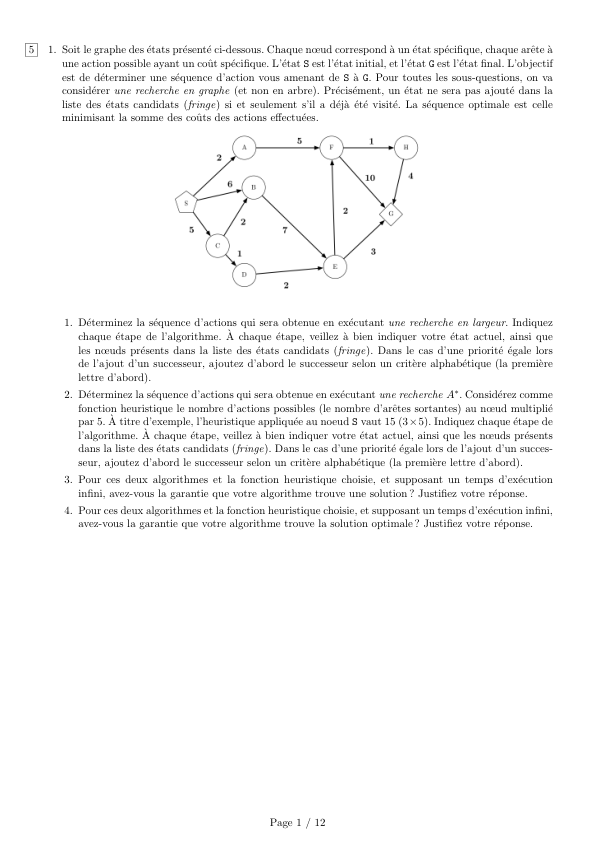 5 1. Soit le graphe des états présenté ci-dessous. Chaque nœud correspond à un état spécifique, chaque arête à
une action possible ayant un coût spécifique. L'état S est l'état initial, et l'état G est l'état final. L'objectif
est de déterminer une séquence d'action vous amenant de S à G. Pour toutes les sous-questions, on va
considérer une recherche en graphe (et non en arbre). Précisément, un état ne sera pas ajouté dans la
liste des états candidats (fringe) si et seulement s'il a déjà été visité. La séquence optimale est celle
minimisant la somme des coûts des actions effectuées.
A 5 F 1 H
2
6 B 10 4
S
2 G
5 2
7
C
1 3
D E
2
1. Déterminez la séquence d'actions qui sera obtenue en exécutant une recherche en largeur. Indiquez
chaque étape de l'algorithme. À chaque étape, veillez à bien indiquer votre état actuel, ainsi que
les nœuds présents dans la liste des états candidats (fringe). Dans le cas d'une priorité égale lors
de l'ajout d'un successeur, ajoutez d'abord le successeur selon un critère alphabétique (la première
lettre d'abord).
2. Déterminez la séquence d'actions qui sera obtenue en exécutant une recherche A*. Considérez comme
fonction heuristique le nombre d'actions possibles (le nombre d'arêtes sortantes) au nœud multiplié
par 5. À titre d'exemple, l'heuristique appliquée au noeud S vaut 15 (3×5). Indiquez chaque étape de
l'algorithme. À chaque étape, veillez à bien indiquer votre état actuel, ainsi que les nœuds présents
dans la liste des états candidats (fringe). Dans le cas d'une priorité égale lors de l'ajout d'un succes-
seur, ajoutez d'abord le successeur selon un critère alphabétique (la première lettre d'abord).
3. Pour ces deux algorithmes et la fonction heuristique choisie, et supposant un temps d'exécution
infini, avez-vous la garantie que votre algorithme trouve une solution ? Justifiez votre réponse.
4. Pour ces deux algorithmes et la fonction heuristique choisie, et supposant un temps d'exécution infini,
avez-vous la garantie que votre algorithme trouve la solution optimale ? Justifiez votre réponse.
Page 1 / 12